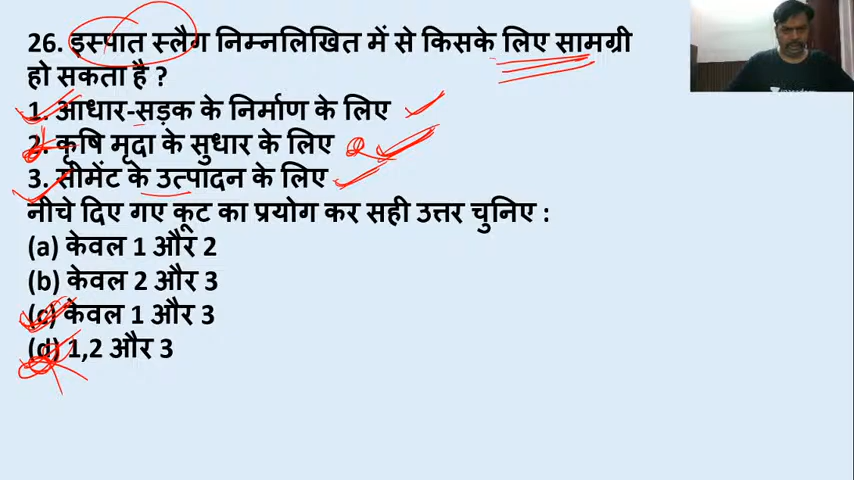 26. इस्पात स्लैग निम्नलिखित में से किसके लिए सामग्री
हो सकता है ?
1. आधार-सड़क के निर्माण के लिए
2. कृषि मृदा के सुधार के लिए
3. सीमेंट के उत्पादन के लिए
नीचे दिए गए कूट का प्रयोग कर सही उत्तर चुनिए :
(a) केवल 1 और 2
(b) केवल 2 और 3
(c) केवल 1 और 3
(d) 1,2 और 3